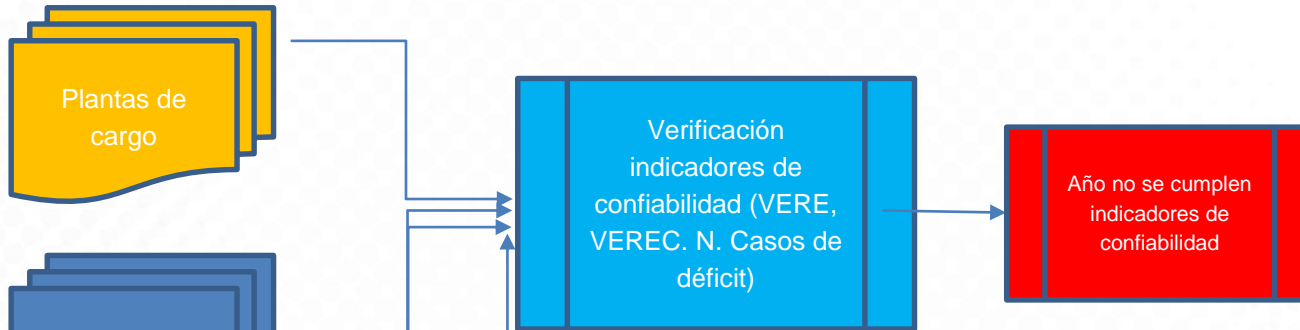 Plantas de
cargo
Verificación
indicadores de
confiabilidad (VERE,
VEREC. N. Casos de
déficit)
Año no se cumplen
indicadores de
confiabilidad